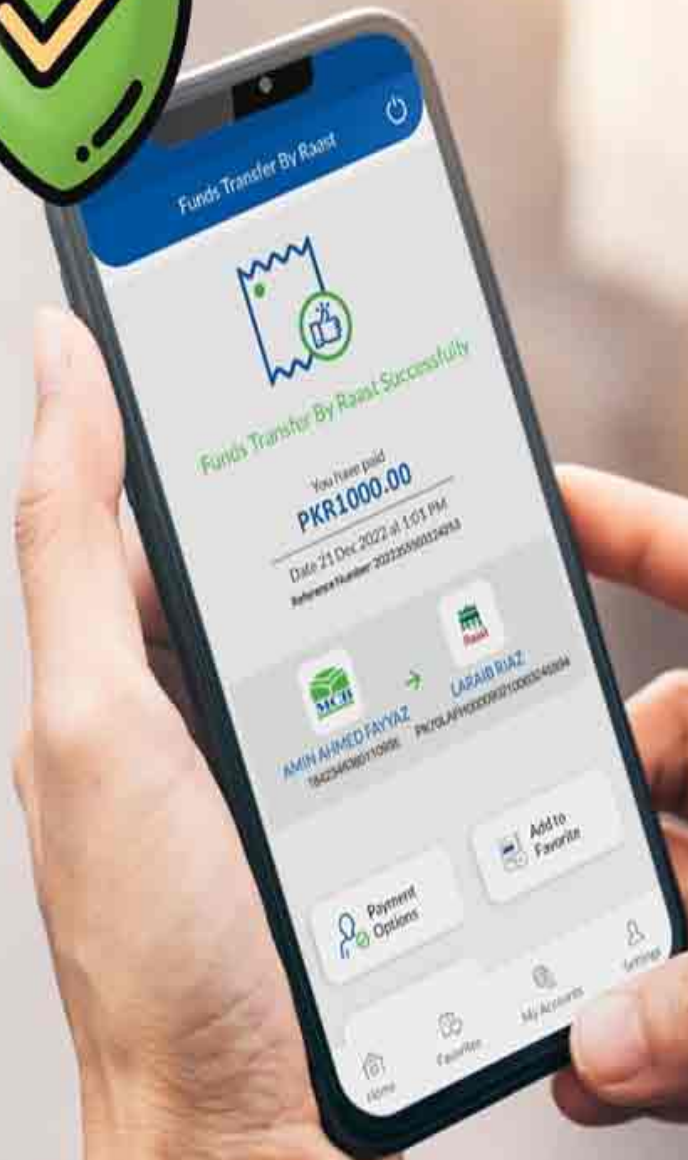 Funds Transfer By Raast
Funds Transfer By Raast Successfully
You have paid
PKR1000.00
Date 21 Dec 2022 at 1:01 PM
Reference Number:
MCB
Raast
AMIN AHMED FAYYAZ
LARAIB RIAZ
Add to
Favorite
Payment
Options
Home
Favorites
My Accounts
Settings